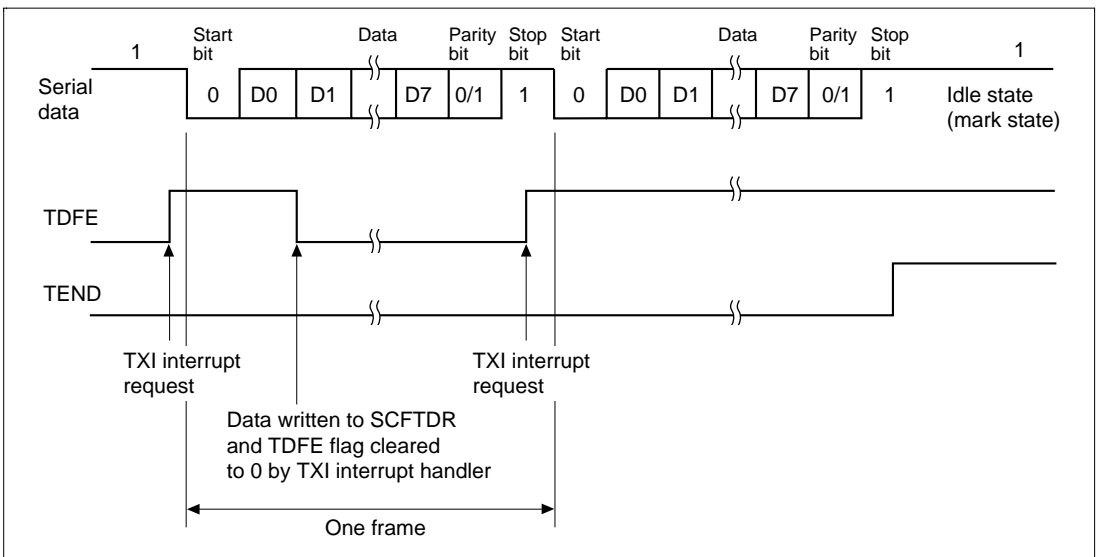 Start bit Data Parity bit Stop bit Start bit Data Parity bit Stop bit
1 1
Serial data
0 D0 D1 D7 0/1 1 0 D0 D1 D7 0/1 1
Idle state
(mark state)
TDFE
TEND
TXI interrupt
request
TXI interrupt
request
Data written to SCFTDR
and TDFE flag cleared
to 0 by TXI interrupt handler
One frame